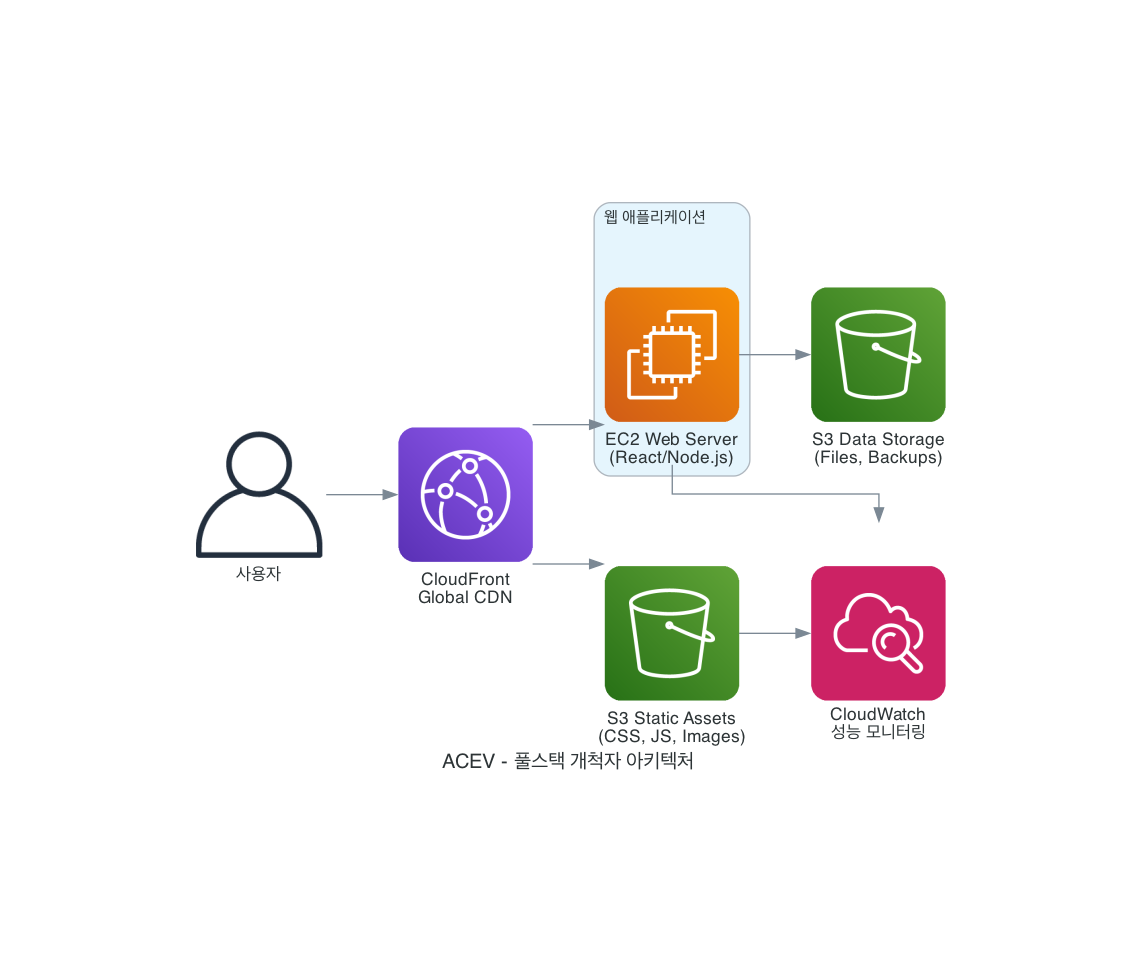 웹 애플리케이션
EC2 Web Server
(React/Node.js)
S3 Data Storage
(Files, Backups)
사용자
CloudFront
Global CDN
S3 Static Assets
(CSS, JS, Images)
CloudWatch
성능 모니터링
ACEV - 풀스택 개척자 아키텍처